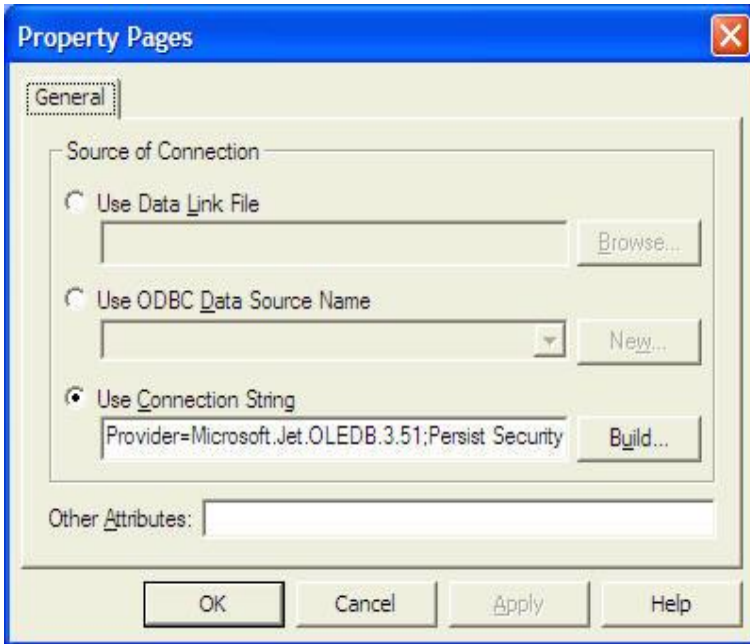 Property Pages
General
Source of Connection
Use Data Link File
Browse...
Use ODBC Data Source Name
New...
Use Connection String
Provider=Microsoft.Jet.OLEDB.3.51;Persist Security
Build...
Other Attributes:
OK Cancel Apply Help